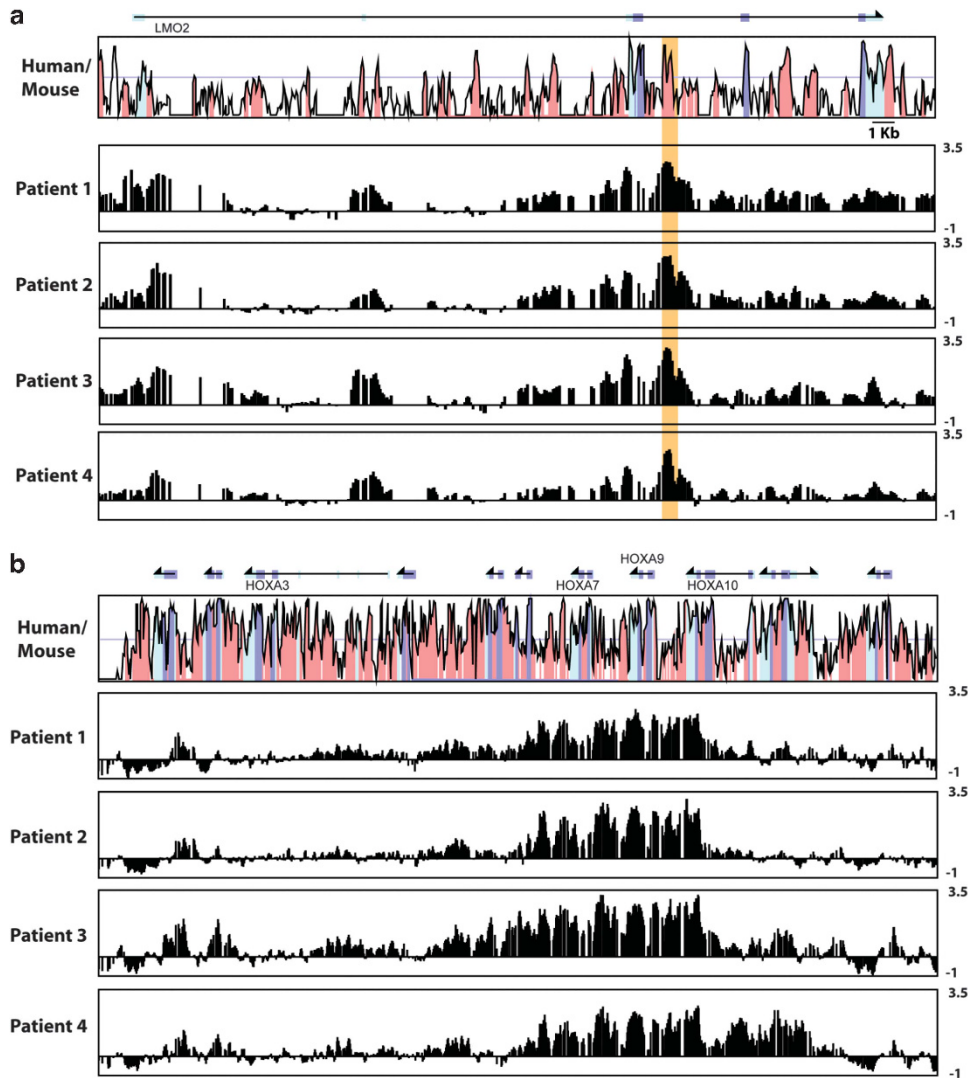 a
LMO2
Human/
Mouse
1 Kb
3.5
Patient 1
-1
3.5
Patient 2
-1
3.5
Patient 3
-1
3.5
Patient 4
-1
b
HOXA9
HOXA3
HOXA7
HOXA10
Human/
Mouse
3.5
Patient 1
-1
3.5
Patient 2
-1
3.5
Patient 3
-1
3.5
Patient 4
-1